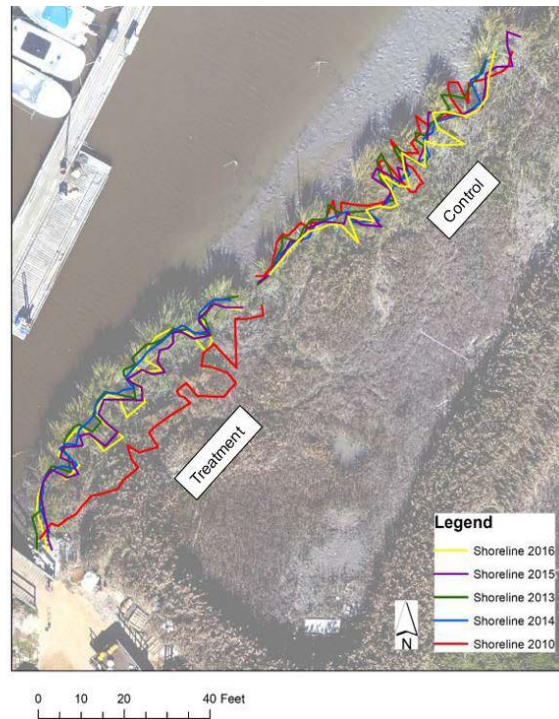 Control
Treatment
Legend
Shoreline 2016
Shoreline 2015
Shoreline 2013
Shoreline 2014
Shoreline 2010
N
0 10 20 40 Feet